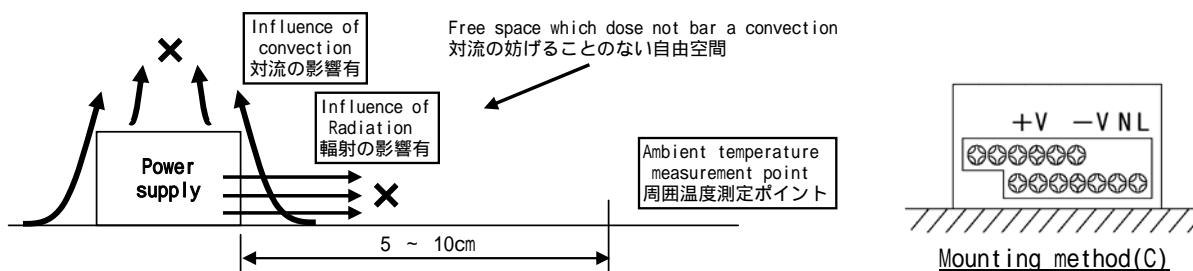 Influence of
convection
対流の影響有
Free space which dose not bar a convection
対流の妨げることのない自由空間
Influence of
Radiation
輻射の影響有
Power
supply
Ambient temperature
measurement point
周囲温度測定ポイント
5 ~ 10cm
+V -V N L
Mounting method(C)